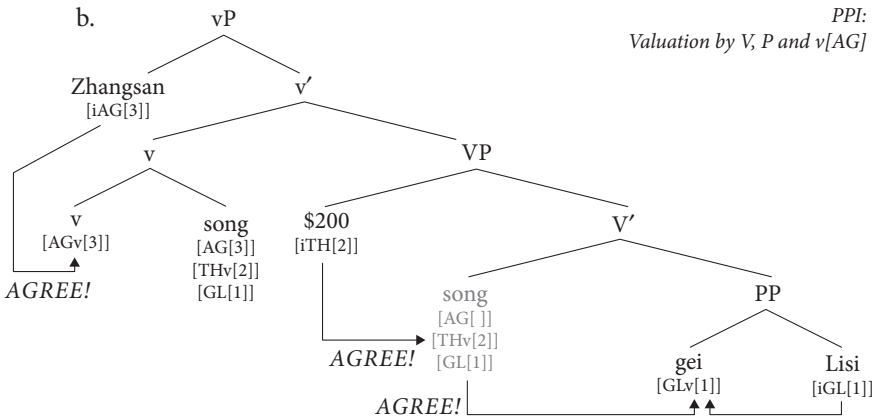 b.
vP
PPI:
Valuation by V, P and v[AG]
Zhangsan
[iAG[3]]
v′
v
VP
v
[AGv[3]]
song
[AG[3]]
[THv[2]]
[GL[1]]
$200
[iTH[2]]
V′
AGREE!
song
[AG[ ]]
[THv[2]]
[GL[1]]
PP
AGREE!
gei
[GLv[1]]
Lisi
[iGL[1]]
AGREE!